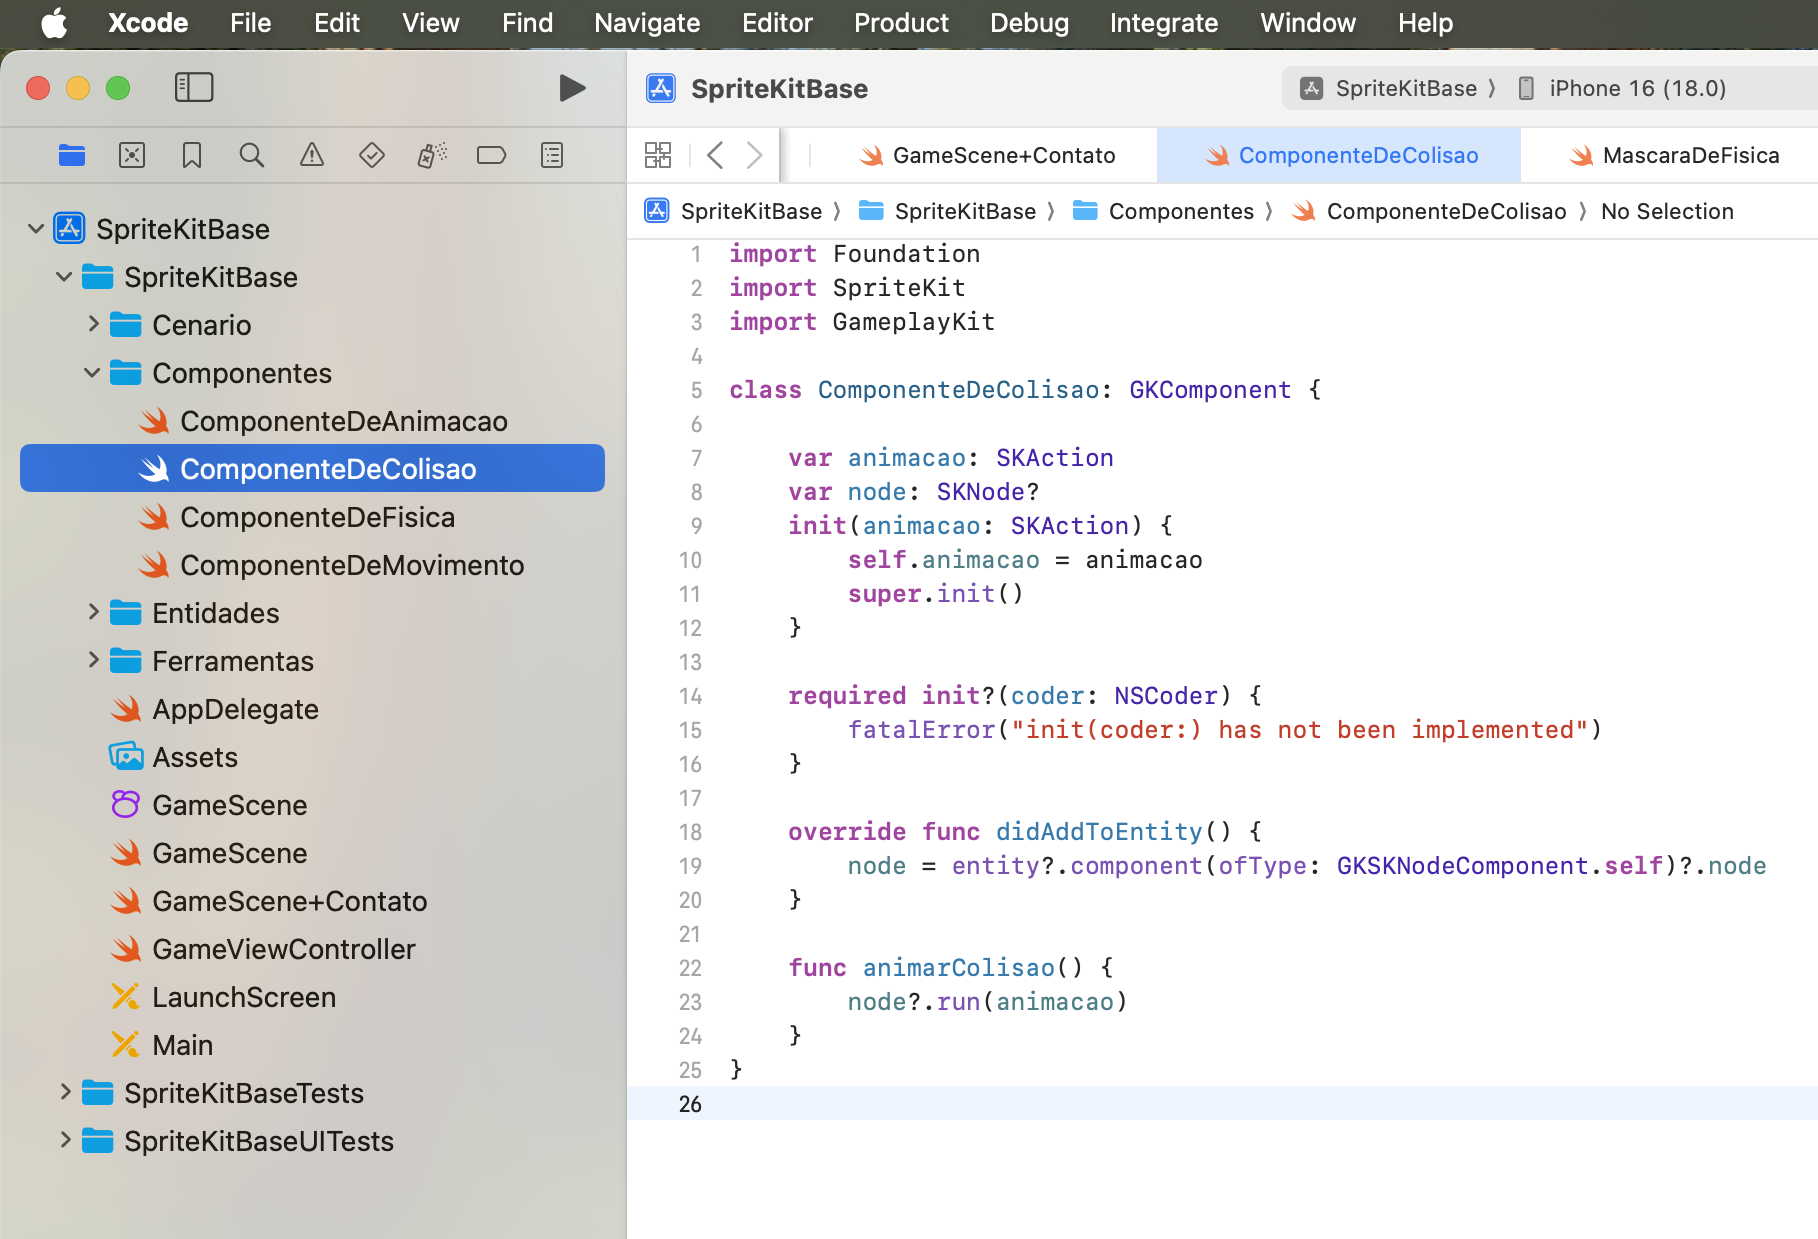 Xcode File Edit View Find Navigate Editor Product Debug Integrate Window Help
SpriteKitBase
SpriteKitBase iPhone 16 (18.0)
GameScene+Contato ComponenteDeColisao MascaraDeFisica
SpriteKitBase SpriteKitBase Componentes ComponenteDeColisao No Selection
SpriteKitBase
SpriteKitBase
Cenario
Componentes
ComponenteDeAnimacao
ComponenteDeColisao
ComponenteDeFisica
ComponenteDeMovimento
Entidades
Ferramentas
AppDelegate
Assets
GameScene
GameScene
GameScene+Contato
GameViewController
LaunchScreen
Main
SpriteKitBaseTests
SpriteKitBaseUITests
1 import Foundation
2 import SpriteKit
3 import GameplayKit
4
5 class ComponenteDeColisao: GKComponent {
6
7     var animacao: SKAction
8     var node: SKNode?
9     init(animacao: SKAction) {
10         self.animacao = animacao
11         super.init()
12     }
13
14     required init?(coder: NSCoder) {
15         fatalError("init(coder:) has not been implemented")
16     }
17
18     override func didAddToEntity() {
19         node = entity?.component(ofType: GKSKNodeComponent.self)?.node
20     }
21
22     func animarColisao() {
23         node?.run(animacao)
24     }
25 }
26